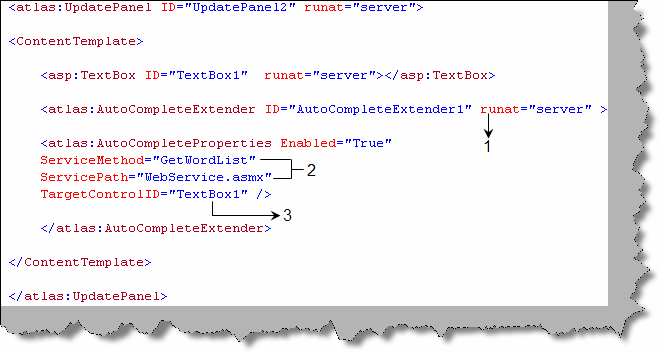 <atlas:UpdatePanel ID="UpdatePanel2" runat="server">
<ContentTemplate>
<asp:TextBox ID="TextBox1" runat="server"></asp:TextBox>
<atlas:AutoCompleteExtender ID="AutoCompleteExtender1" runat="server" >
1
<atlas:AutoCompleteProperties Enabled="True"
ServiceMethod="GetWordList"
2
ServicePath="WebService.asmx"
TargetControlID="TextBox1" />
3
</atlas:AutoCompleteExtender>
</ContentTemplate>
</atlas:UpdatePanel>